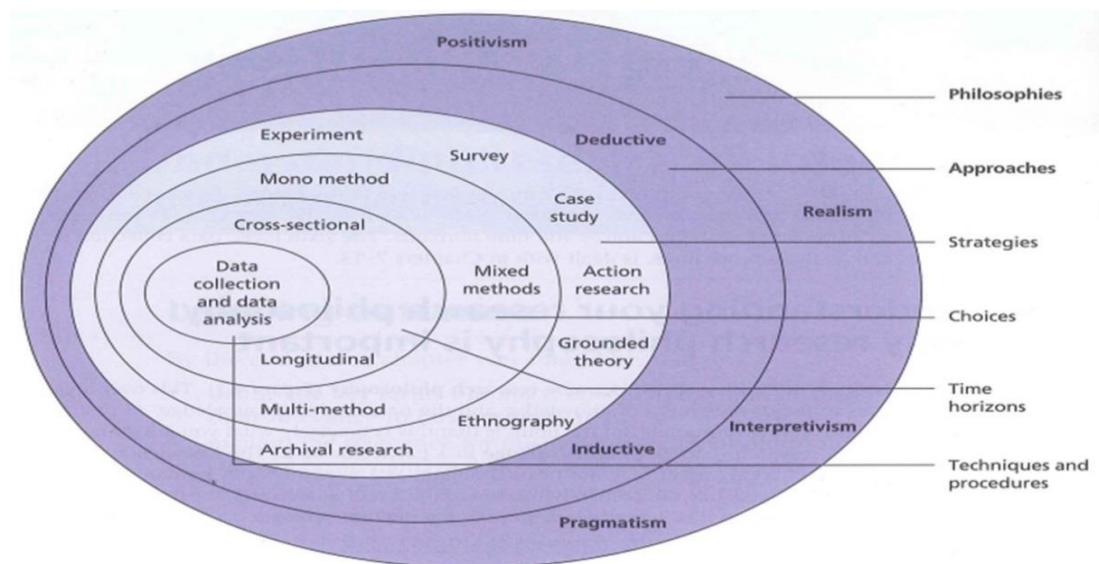 Positivism
Philosophies
Experiment
Deductive
Survey
Approaches
Mono method
Case
study
Realism
Cross-sectional
Strategies
Data
collection
and data
analysis
Mixed
methods
Action
research
Choices
Longitudinal
Grounded
theory
Time
horizons
Multi-method
Ethnography
Interpretivism
Archival research
Inductive
Techniques and
procedures
Pragmatism